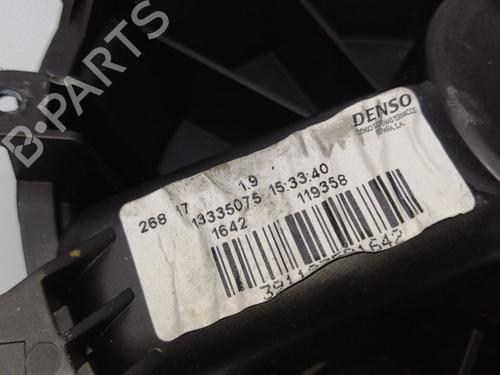 B-PARTS
DENSO
DENSO SISTEMAS TERMICOS
ESPAÑA, S.A.
268 17 1.9
13335075 15:33:40
1642 119358